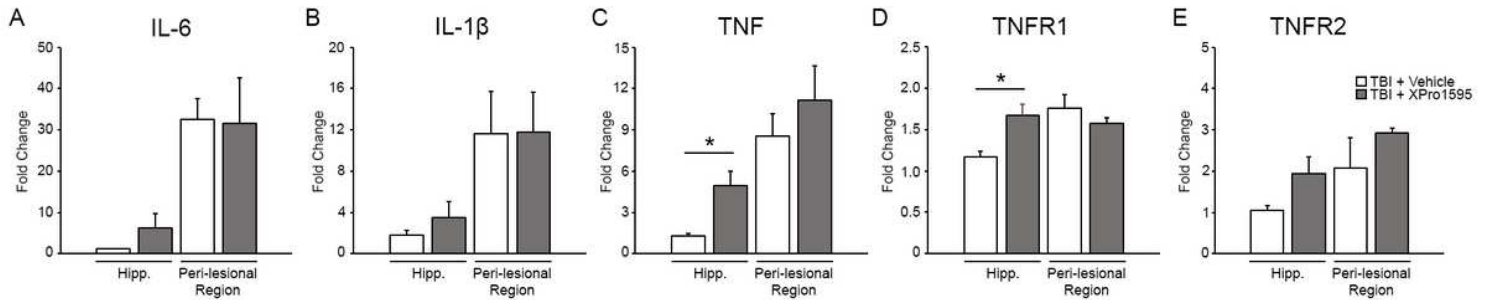 A
IL-6
Fold Change
50
40
30
20
10
0
Hipp.
Peri-lesional
Region
B
IL-1β
Fold Change
20
16
12
8
4
0
Hipp.
Peri-lesional
Region
C
TNF
Fold Change
15
12
9
6
3
0
*
Hipp.
Peri-lesional
Region
D
TNFR1
Fold Change
2.5
2.0
1.5
1.0
0.5
0.0
*
Hipp.
Peri-lesional
Region
E
TNFR2
Fold Change
5
4
3
2
1
0
Hipp.
Peri-lesional
Region
TBI + Vehicle
TBI + XPro1595